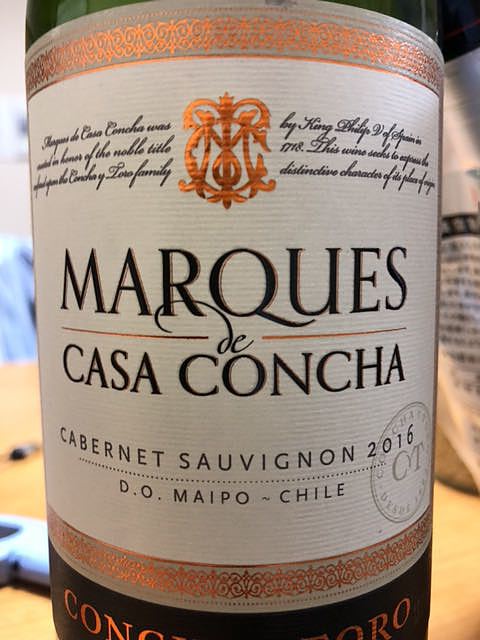 Marques de Casa Concha was by King Philip V of Spain in
in honor of the noble title 1718. This wine seeks to express the
upon the Concha y Toro family distinctive character of its place of origin
MARQUES
de
CASA CONCHA
CABERNET SAUVIGNON 2016
D.O. MAIPO ~ CHILE
CT
DESDE